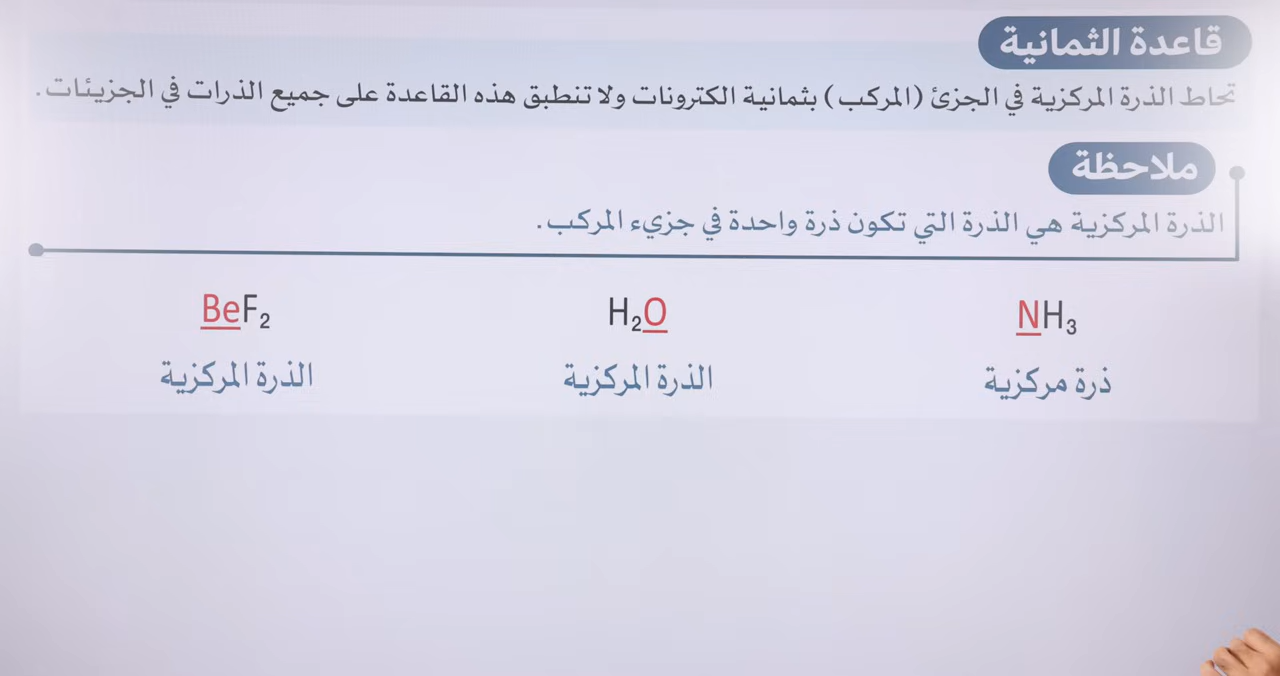 قاعدة الثمانية
تحاط الذرة المركزية في الجزئ (المركب) بثمانية الكترونات ولا تنطبق هذه القاعدة على جميع الذرات في الجزيئات.
ملاحظة
الذرة المركزية هي الذرة التي تكون ذرة واحدة في جزيء المركب.
NH₃ H₂O BeF₂
ذرة مركزية الذرة المركزية الذرة المركزية